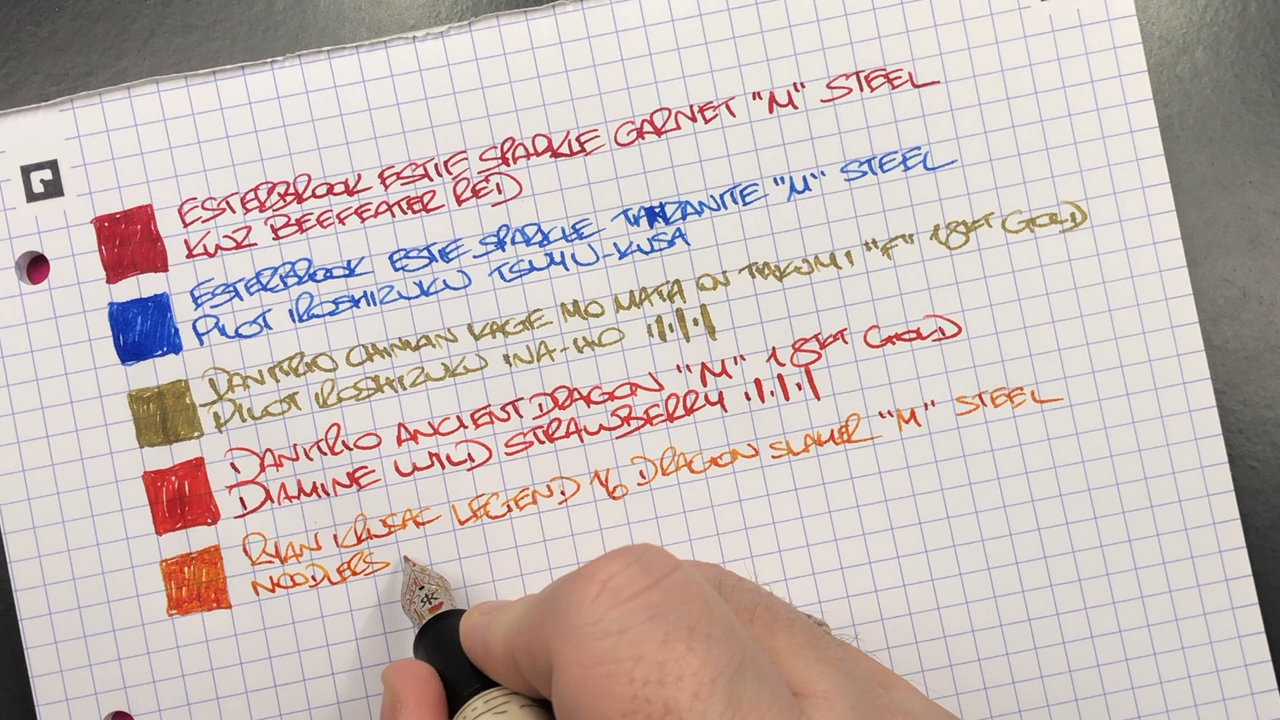 ESTERBROOK ESTIE SPARKLE GARNET "M" STEEL
KWZ BEEFEATER RED
ESTERBROOK ESTIE SPARKLE TANZANITE "M" STEEL
PILOT IROSHIZUKU TSUYU-KUSA
DANITRIO CHINKIN KAGE MO MATA ON TAKUMI "F" 18KT GOLD
PILOT IROSHIZUKU INA-HO
DANITRIO ANCIENT DRAGON "M" 18KT GOLD
DIAMINE WILD STRAWBERRY
RYAN KRUSAC LEGEND 16 DRAGON SLAYER "M" STEEL
NOODLERS